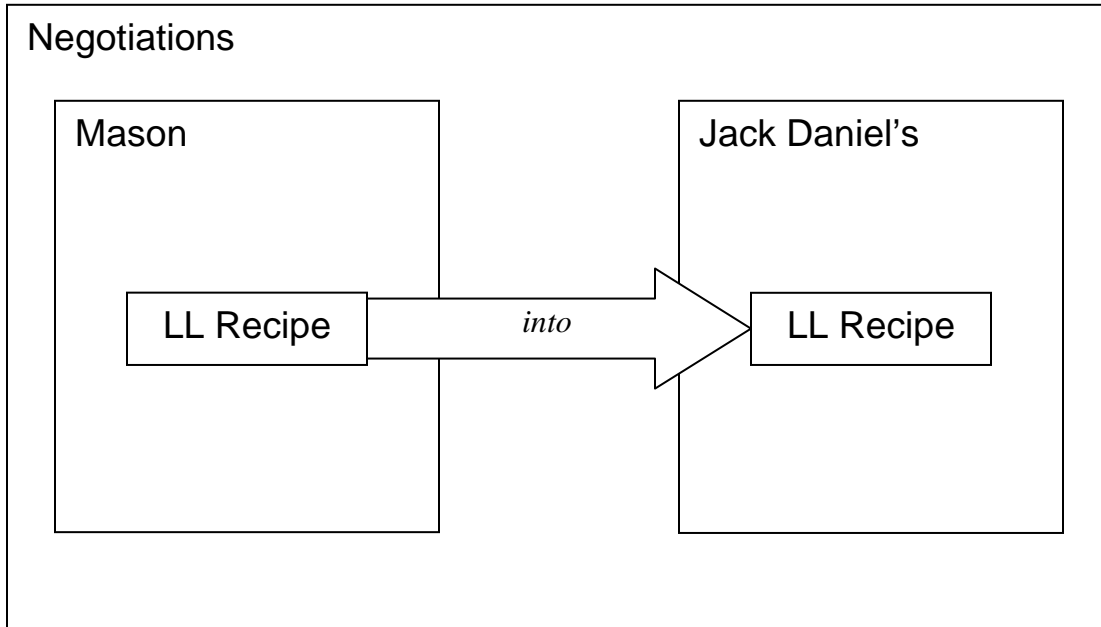 Negotiations
Mason
Jack Daniel’s
LL Recipe
into
LL Recipe